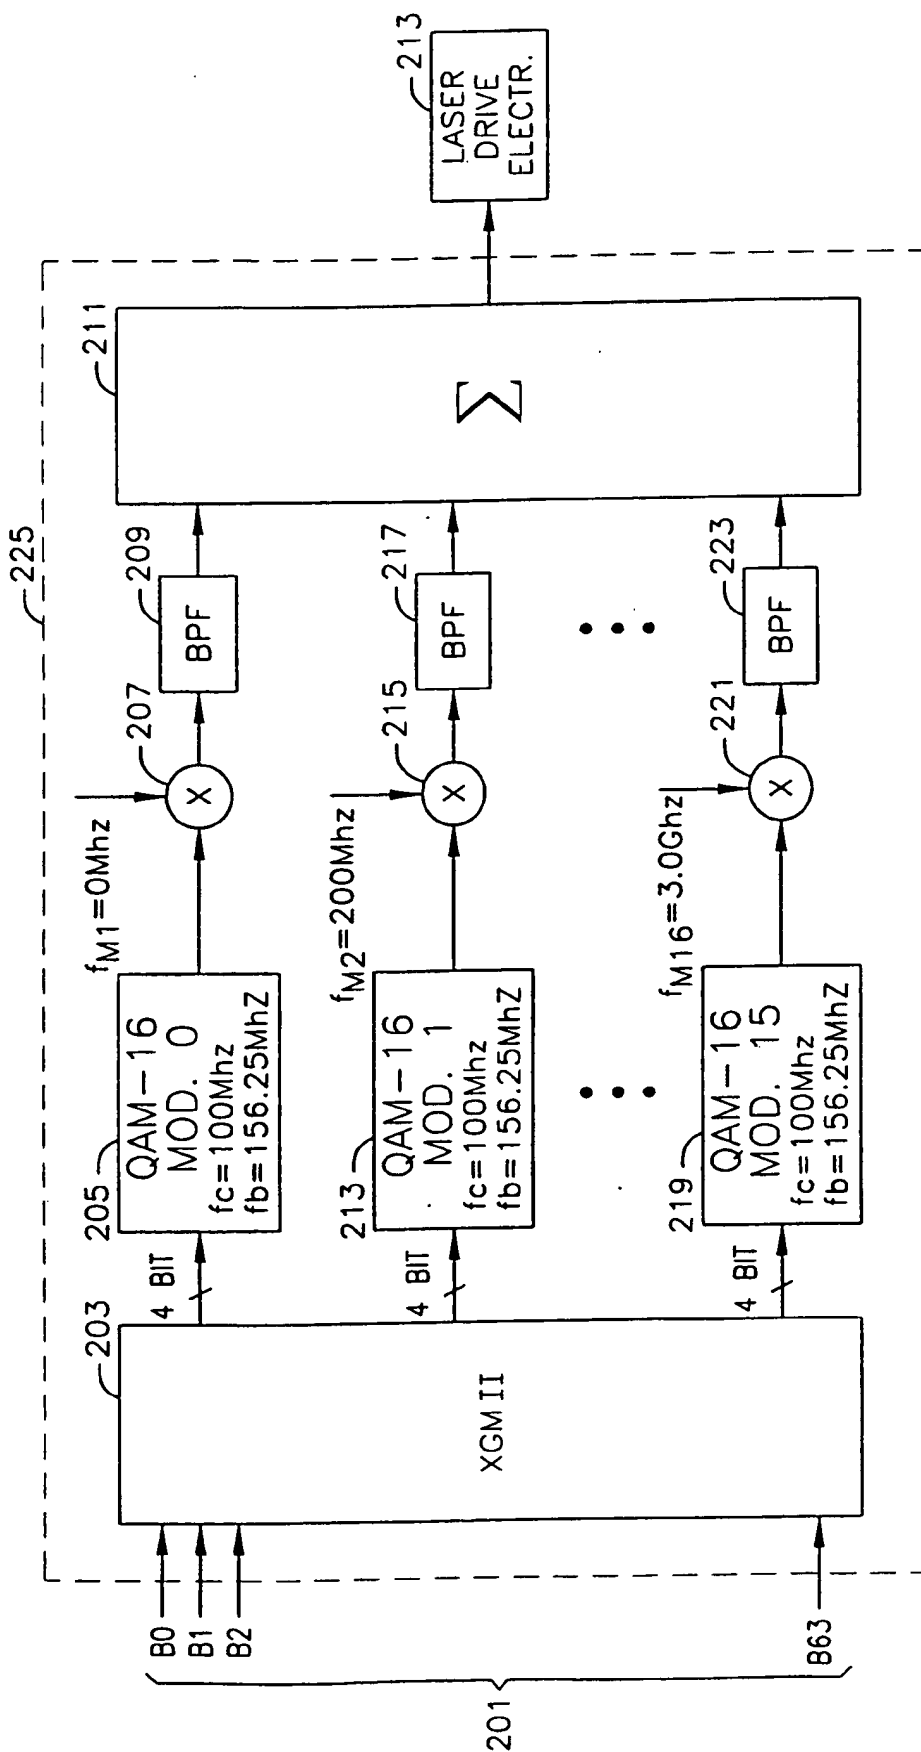 225
201
B0
B1
B2
B63
203
XGMII
4 BIT
4 BIT
4 BIT
205
QAM-16
MOD. 0
fc=100Mhz
fb=156.25MhZ
213
QAM-16
MOD. 1
fc=100Mhz
fb=156.25MhZ
219
QAM-16
MOD. 15
fc=100Mhz
fb=156.25MhZ
fM1=0Mhz
207
X
fM2=200Mhz
215
X
fM16=3.0Ghz
221
X
209
BPF
217
BPF
223
BPF
211
Σ
213
LASER
DRIVE
ELECTR.